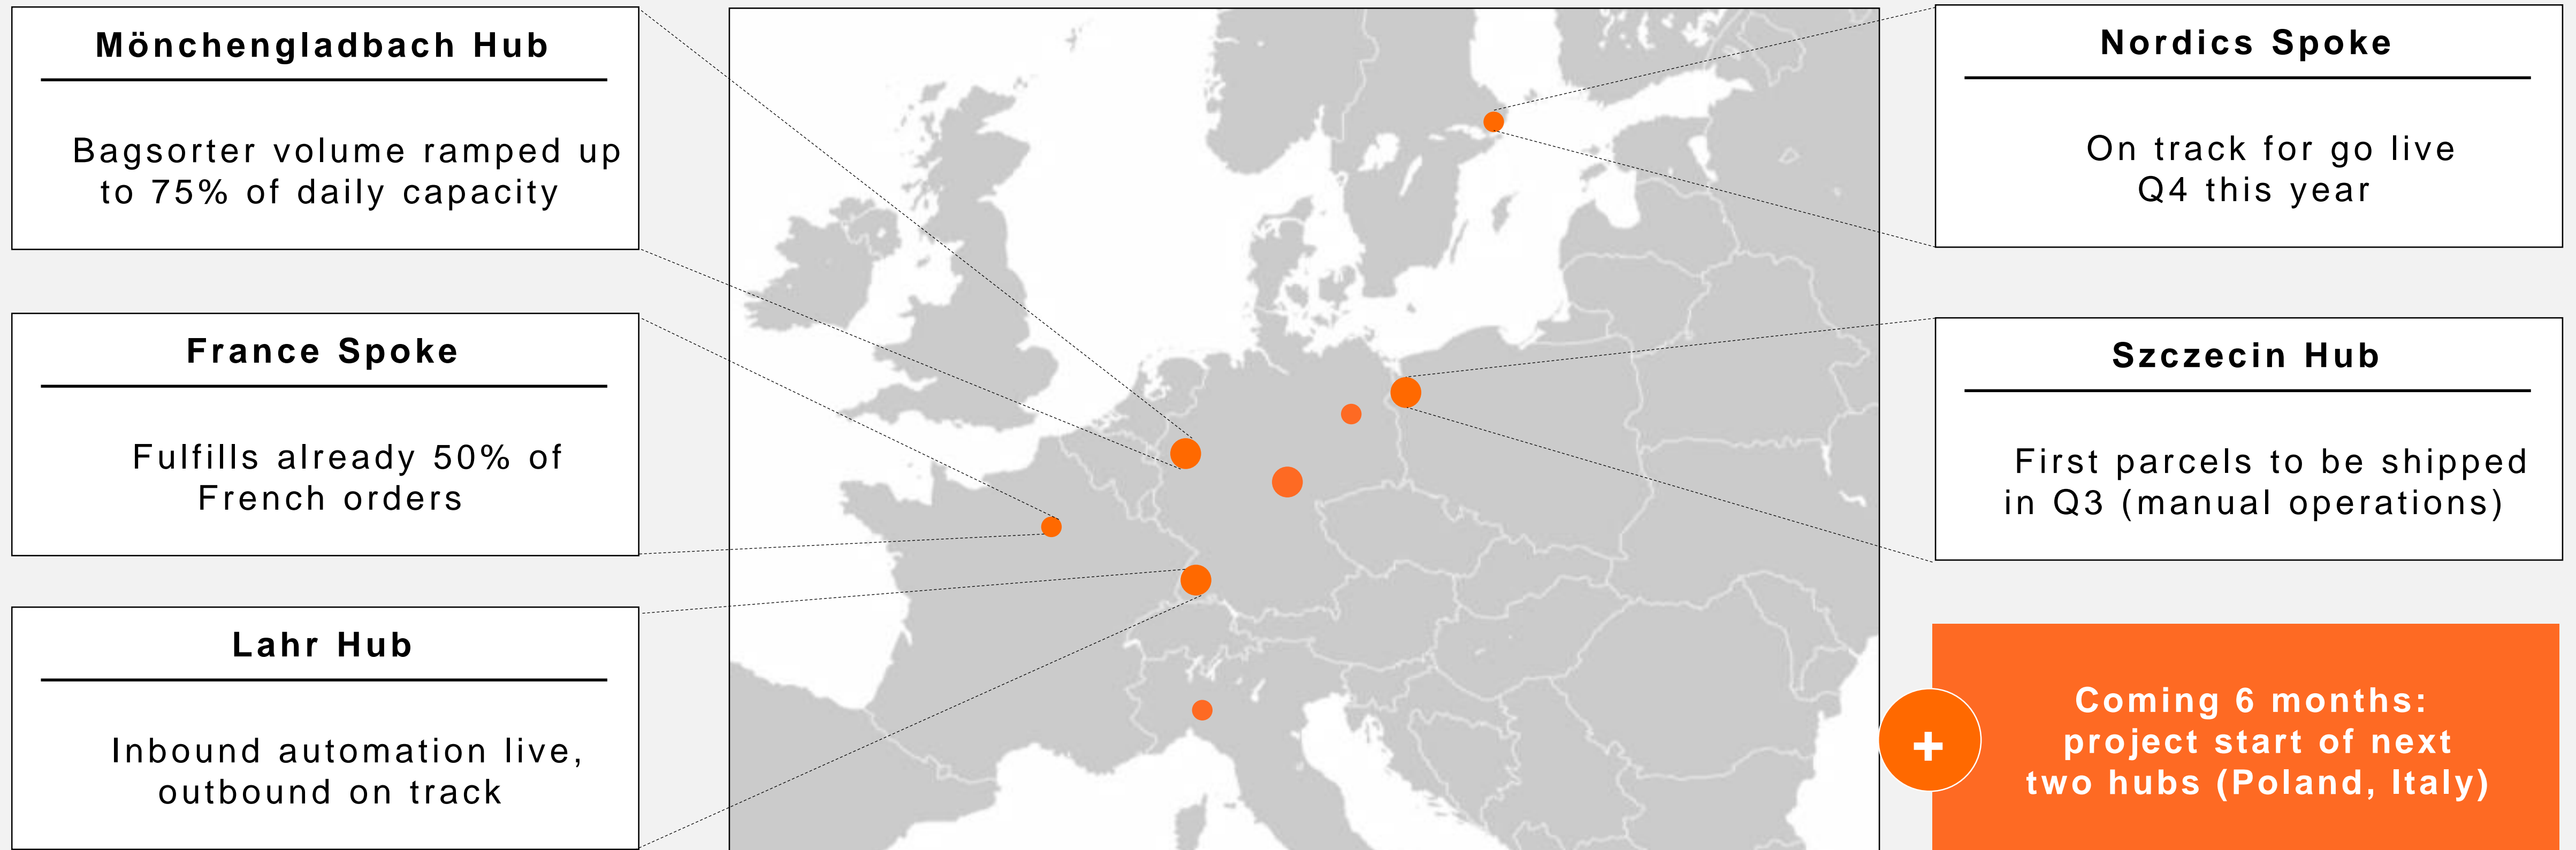 Mönchengladbach Hub
Bagsorter volume ramped up
to 75% of daily capacity
France Spoke
Fulfills already 50% of
French orders
Lahr Hub
Inbound automation live,
outbound on track
Nordics Spoke
On track for go live
Q4 this year
Szczecin Hub
First parcels to be shipped
in Q3 (manual operations)
+
Coming 6 months:
project start of next
two hubs (Poland, Italy)